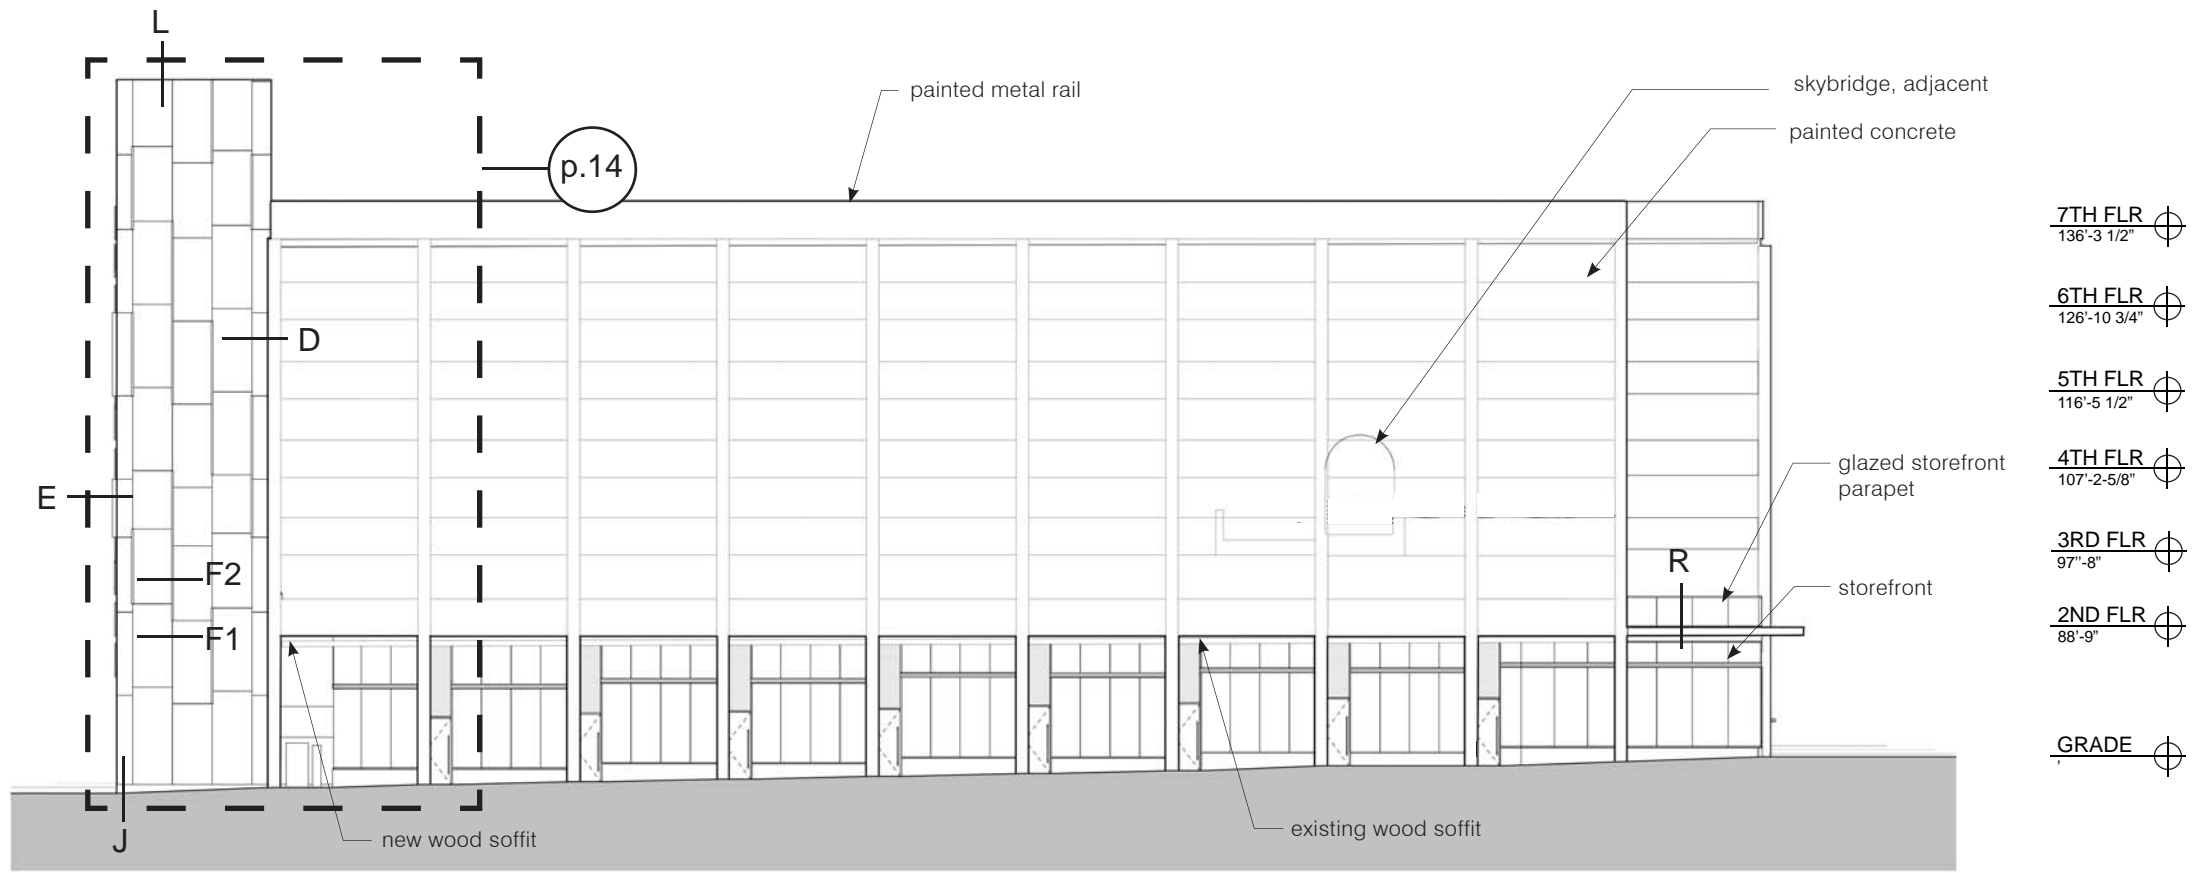 L
painted metal rail
skybridge, adjacent
painted concrete
p.14
7TH FLR
136'-3 1/2"
6TH FLR
126'-10 3/4"
D
5TH FLR
116'-5 1/2"
glazed storefront
parapet
4TH FLR
107'-2-5/8"
E
3RD FLR
97''-8"
R
F2
storefront
2ND FLR
88'-9"
F1
GRADE
'
J
new wood soffit
existing wood soffit